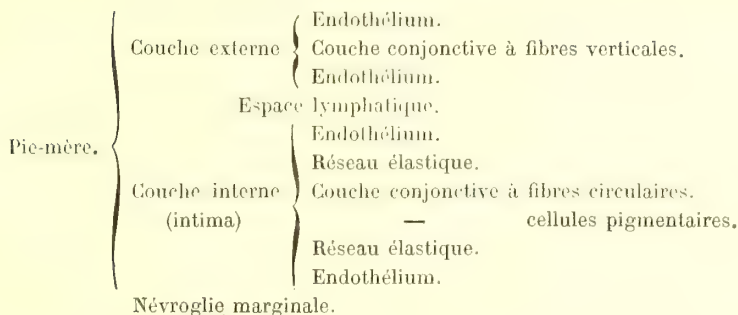 Endothélium.
Couche externe Couche conjonctive à fibres verticales.
Endothélium.
Espace lymphatique.
Endothélium.
Pie-mère.
Réseau élastique.
Couche interne Couche conjonctive à fibres circulaires.
(intima) — cellules pigmentaires.
Réseau élastique.
Endothélium.
Névroglie marginale.